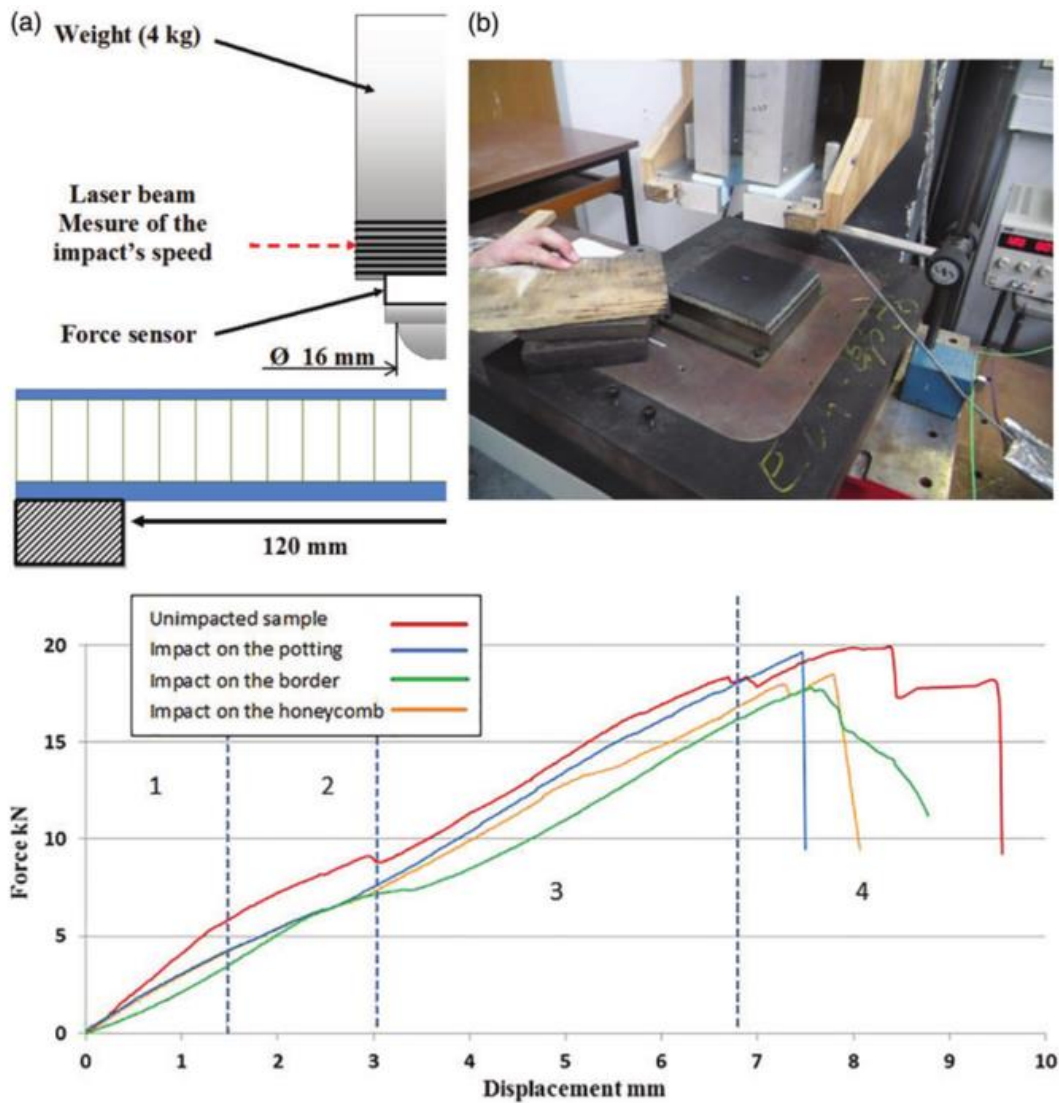 (a)
Weight (4 kg)
Laser beam
Mesure of the
impact's speed
Force sensor
Ø 16 mm
120 mm
(b)
Unimpacted sample
Impact on the potting
Impact on the border
Impact on the honeycomb
1
2
3
4
Force kN
20
15
10
5
0
0 1 2 3 4 5 6 7 8 9 10
Displacement mm